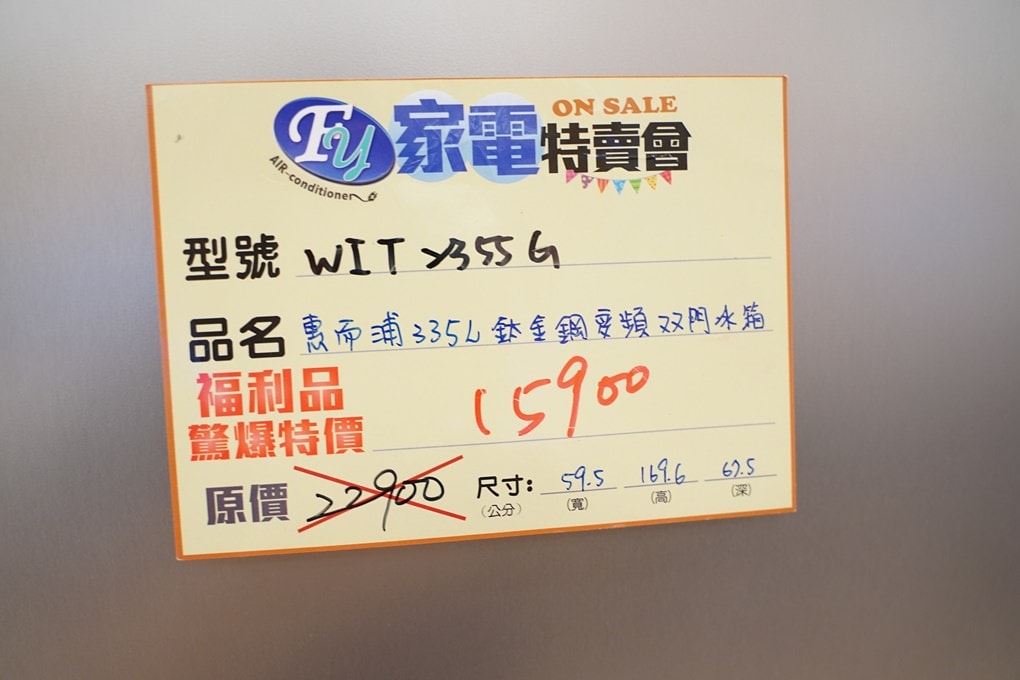 Fy
AIR-conditioner
家電特賣會
ON SALE
型號 WIT y355G
品名 惠而浦335L鈦金鋼変頻双門冰箱
福利品
驚爆特價 15900
原價 22900
尺寸: 59.5 169.6 67.5
(公分) (寬) (高) (深)